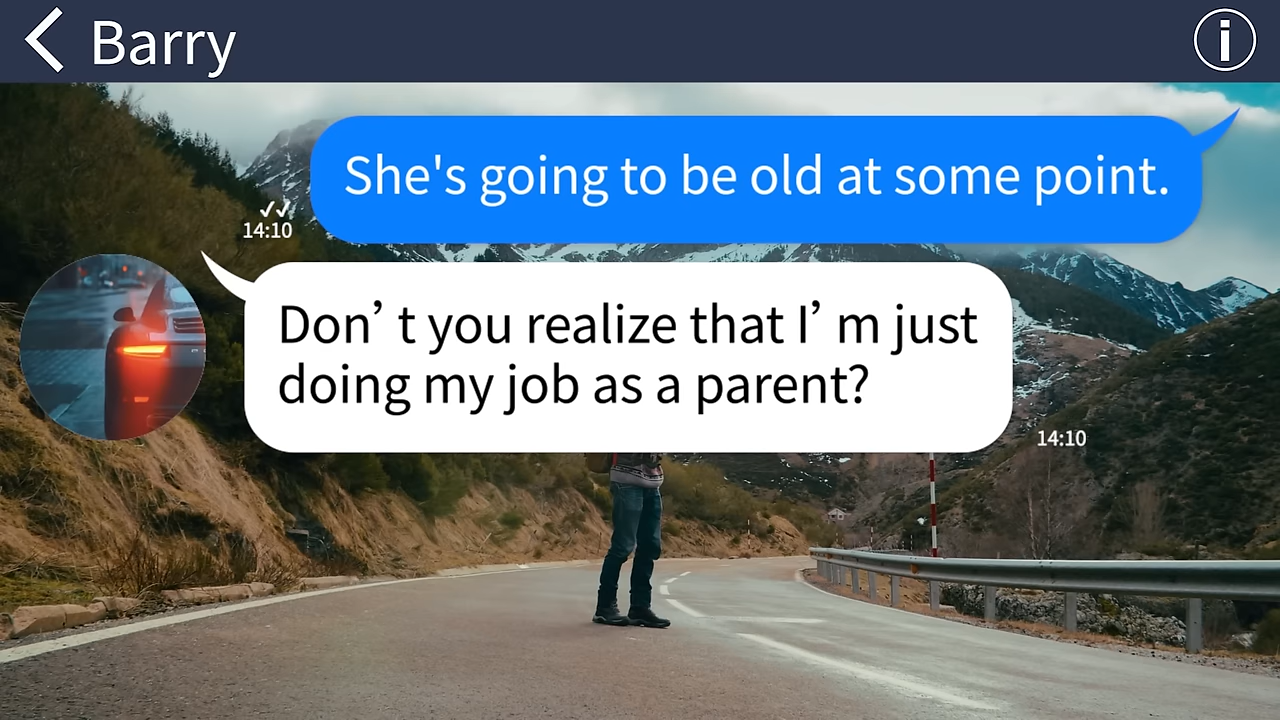 Barry
She's going to be old at some point.
14:10
Don’t you realize that I’m just
doing my job as a parent?
14:10